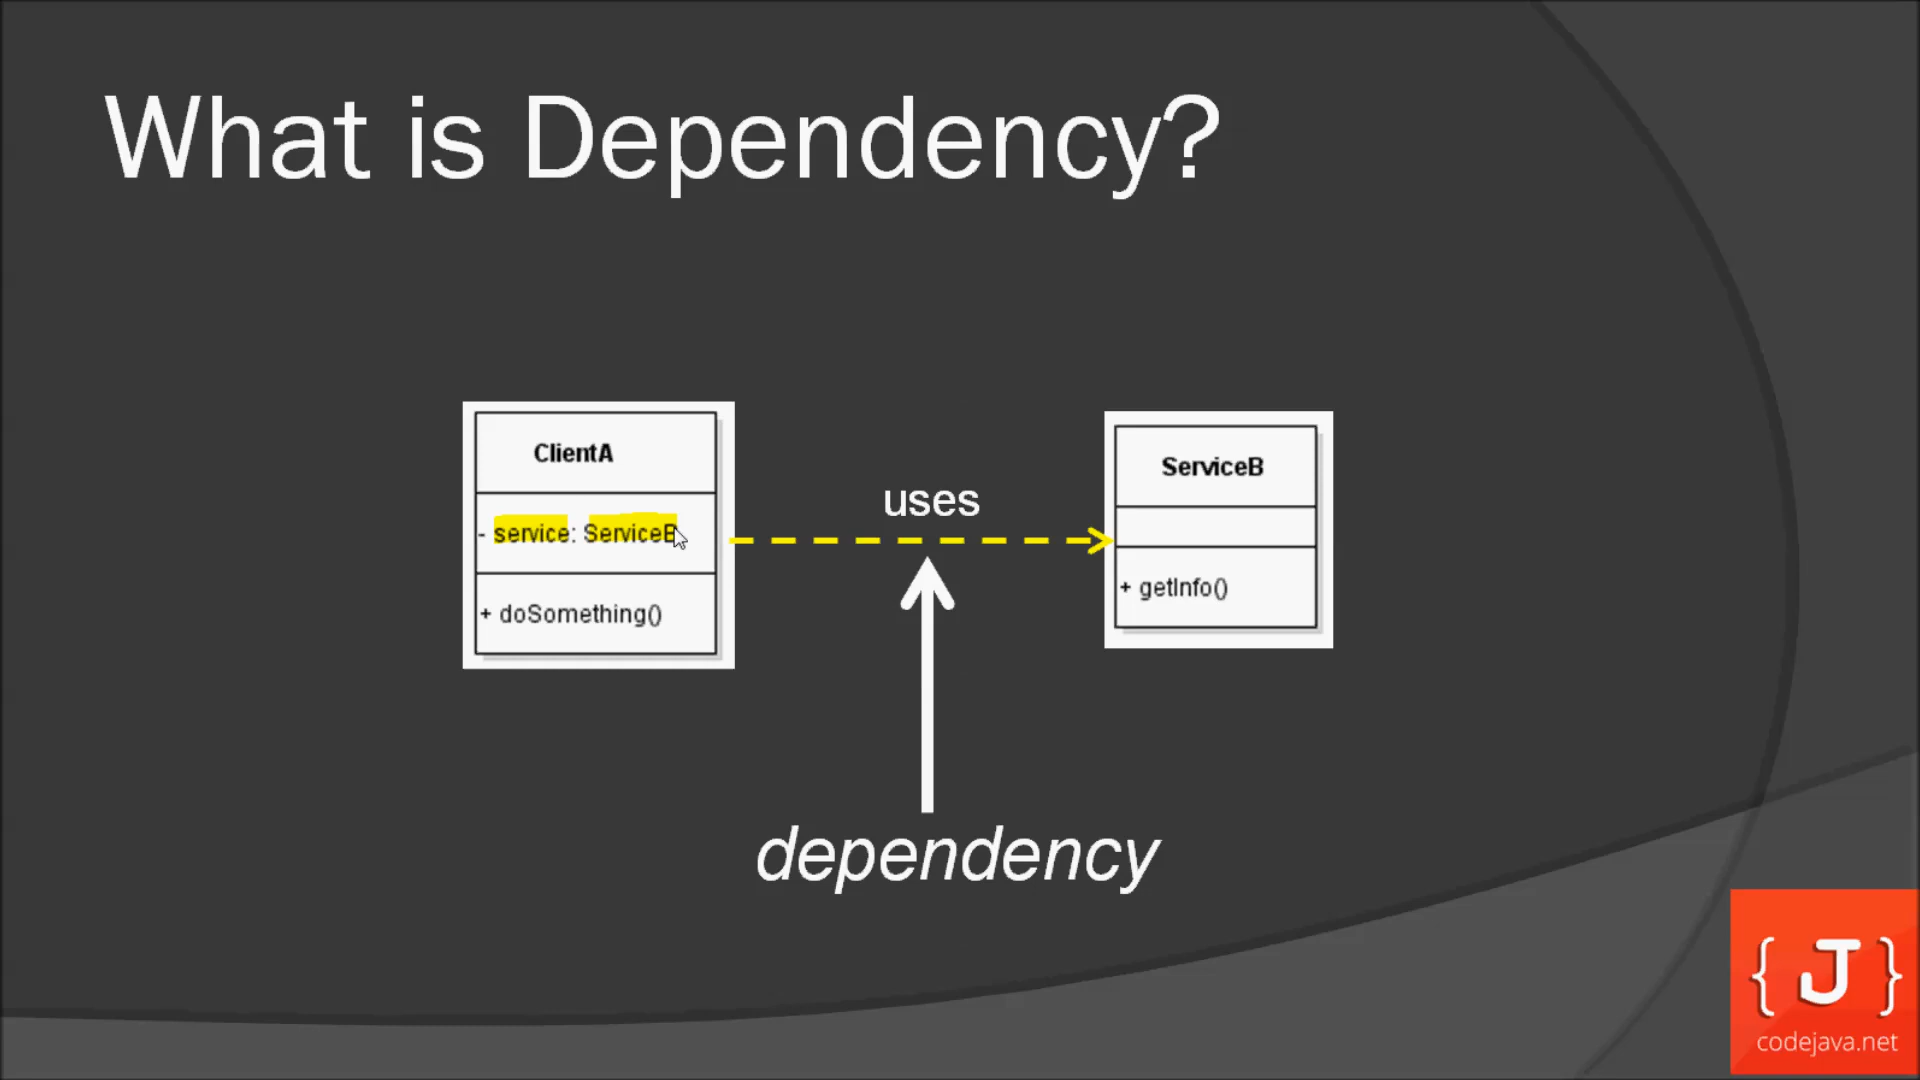 What is Dependency?
ClientA
- service: ServiceB
+ doSomething()
uses
ServiceB
+ getInfo()
dependency
{ J }
codejava.net